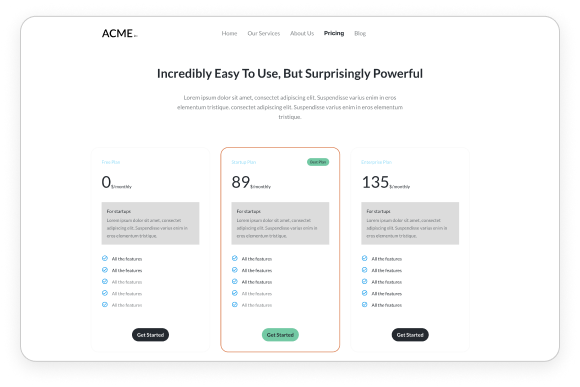 ACME
Home Our Services About Us Pricing Blog
Incredibly Easy To Use, But Surprisingly Powerful
Lorem ipsum dolor sit amet, consectet adipiscing elit. Suspendisse varius enim in eros
elementum tristique. consectet adipiscing elit. Suspendisse varius enim in eros elementum
tristique.
Free Plan
0 $/monthly
For startups
Lorem ipsum dolor sit amet, consectet
adipiscing elit. Suspendisse varius enim in
eros elementum tristique.
All the features
All the features
All the features
All the features
All the features
Get Started
Startup Plan Best Plan
89 $/monthly
For startups
Lorem ipsum dolor sit amet, consectet
adipiscing elit. Suspendisse varius enim in
eros elementum tristique.
All the features
All the features
All the features
All the features
All the features
Get Started
Enterprise Plan
135 $/monthly
For startups
Lorem ipsum dolor sit amet, consectet
adipiscing elit. Suspendisse varius enim in
eros elementum tristique.
All the features
All the features
All the features
All the features
All the features
Get Started